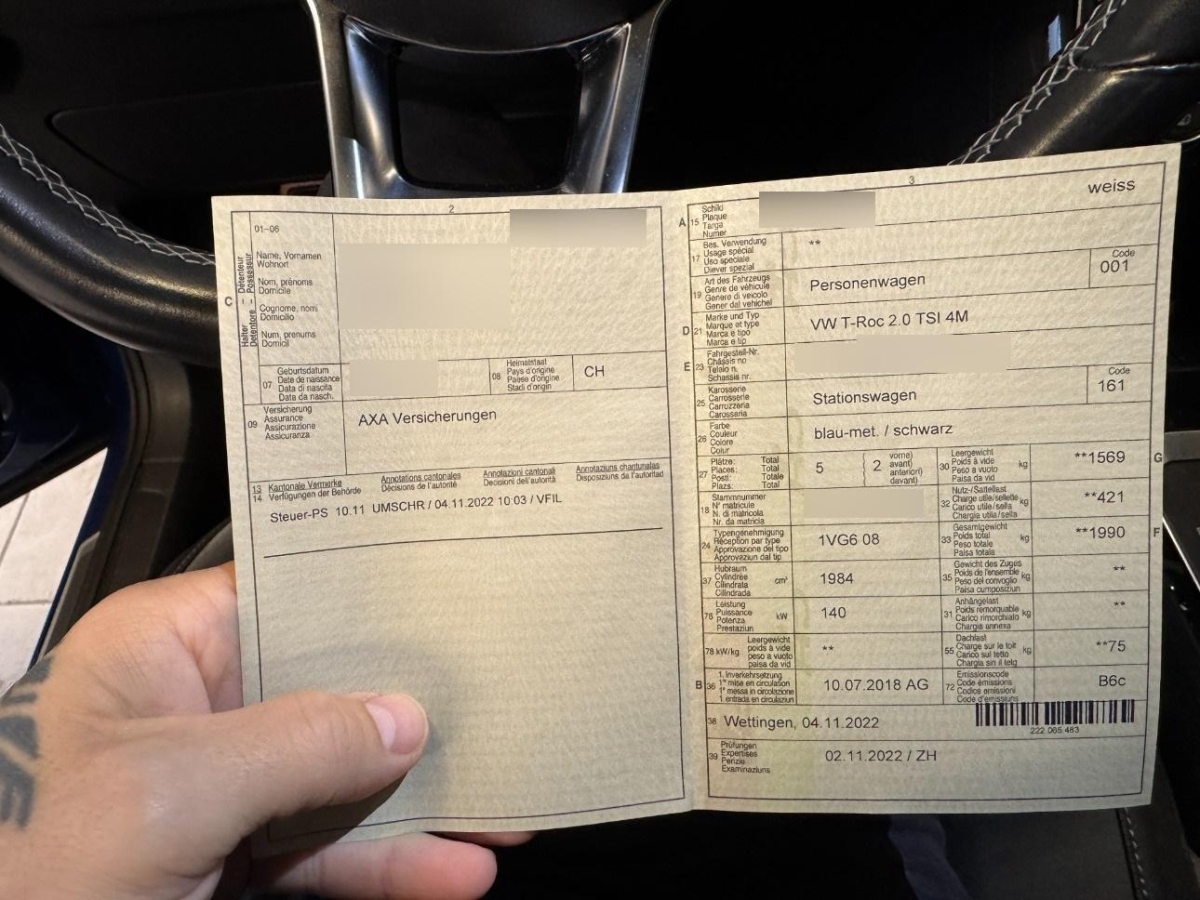 2
01-06
C
Halter – Détenteur
Detentore – Possessur
Name, Vornamen
Wohnort
Nom, prénoms
Domicile
Cognome, nom
Domicilio
Num, prenums
Domicil
07
Geburtsdatum
Date de naissance
Data di nascita
Data da nasch.
08
Heimatstaat
Pays d'origine
Paese d'origine
Stadi d'origin
CH
09
Versicherung
Assurance
Assicurazione
Assicuranza
AXA Versicherungen
13 Kantonale Vermerke Annotations cantonales Annotazioni cantonali Annotaziuns chantunalas
14 Verfügungen der Behörde Décisions de l'autorité Decisioni dell'autorità Disposiziuns da l'autoritad
Steuer-PS 10.11 UMSCHR / 04.11.2022 10:03 / VFIL
3
A 15
Schild
Plaque
Targa
Numer
weiss
17
Bes. Verwendung
Usage spécial
Uso speciale
Diever spezial
**
19
Art des Fahrzeugs
Genre de véhicule
Genere di veicolo
Gener dal vehichel
Personenwagen
Code
001
D 21
Marke und Typ
Marque et type
Marca e tipo
Marca e tip
VW T-Roc 2.0 TSI 4M
E 23
Fahrgestell-Nr.
Châssis no
Telaio n.
Schassis nr.
25
Karosserie
Carrosserie
Carrozzeria
Carossaria
Stationswagen
Code
161
26
Farbe
Couleur
Colore
Colur
blau-met. / schwarz
27
Plätze: Total
Places: Total
Posti: Totale
Plazs: Total
5
2
vorne)
avant)
anteriori)
davant)
30
Leergewicht
Poids à vide
Peso a vuoto
Paisa da vid
kg
**1569
G
18
Stammnummer
N° matricule
N. di matricola
Nr. da matricla
32
Nutz-/Sattellast
Charge utile/sellette
Carico utile/sella
Chargia utila/sella
kg
**421
24
Typengenehmigung
Réception par type
Approvazione del tipo
Approvaziun dal tip
1VG6 08
33
Gesamtgewicht
Poids total
Peso totale
Paisa totala
kg
**1990
F
37
Hubraum
Cylindrée
Cilindrata
Cilindrada
cm³
1984
35
Gewicht des Zuges
Poids de l'ensemble
Peso del convoglio
Paisa cumposiziun
kg
**
76
Leistung
Puissance
Potenza
Prestaziun
kW
140
31
Anhängelast
Poids remorquable
Carico rimorchiato
Chargia annexa
kg
**
78 kW/kg
Leergewicht
poids à vide
peso a vuoto
paisa da vid
**
55
Dachlast
Charge sur le toit
Carico sul tetto
Chargia sin il tetg
kg
**75
B 36
1. Inverkehrsetzung
1re mise en circulation
1a messa in circolazione
1. entrada en circulaziun
10.07.2018 AG
72
Emissionscode
Code émissions
Codice emissioni
Code d'emissiuns
B6c
38 Wettingen, 04.11.2022
222 065 483
39
Prüfungen
Expertises
Perizie
Examinaziuns
02.11.2022 / ZH